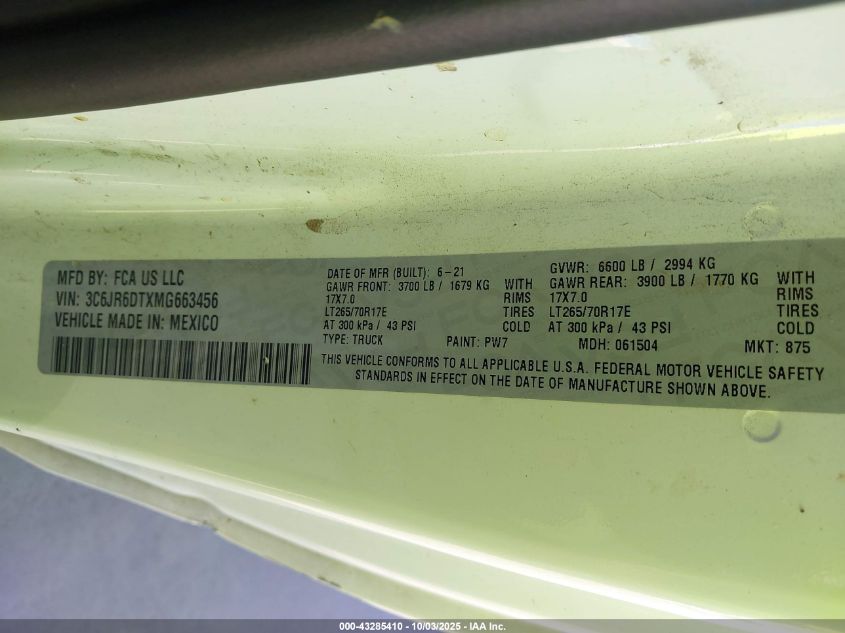 MFD BY: FCA US LLC
VIN: 3C6JR6DTXMG663456
VEHICLE MADE IN: MEXICO
DATE OF MFR (BUILT): 6-21
GAWR FRONT: 3700 LB / 1679 KG WITH
17X7.0 RIMS
LT265/70R17E TIRES
AT 300 kPa / 43 PSI COLD
TYPE: TRUCK PAINT: PW7
GVWR: 6600 LB / 2994 KG
GAWR REAR: 3900 LB / 1770 KG WITH
17X7.0 RIMS
LT265/70R17E TIRES
AT 300 kPa / 43 PSI COLD
MDH: 061504 MKT: 875
THIS VEHICLE CONFORMS TO ALL APPLICABLE U.S.A. FEDERAL MOTOR VEHICLE SAFETY
STANDARDS IN EFFECT ON THE DATE OF MANUFACTURE SHOWN ABOVE.
000-43285410 - 10/03/2025 - IAA Inc.